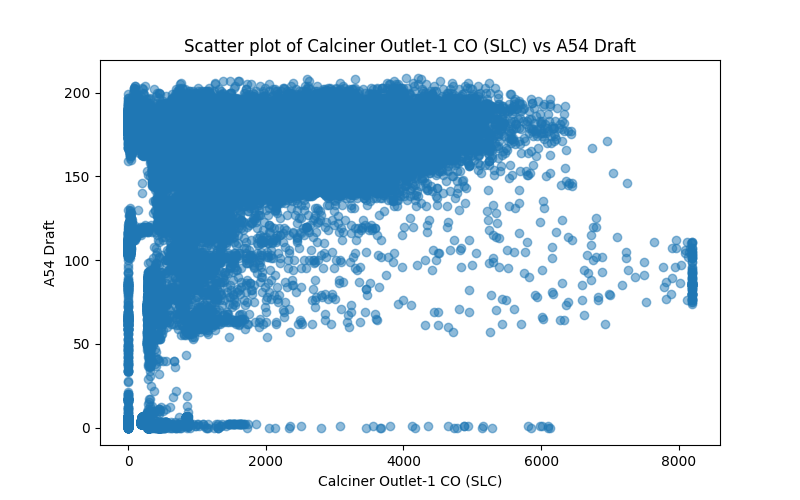 Scatter plot of Calciner Outlet-1 CO (SLC) vs A54 Draft
200
150
100
50
0
A54 Draft
0 2000 4000 6000 8000
Calciner Outlet-1 CO (SLC)